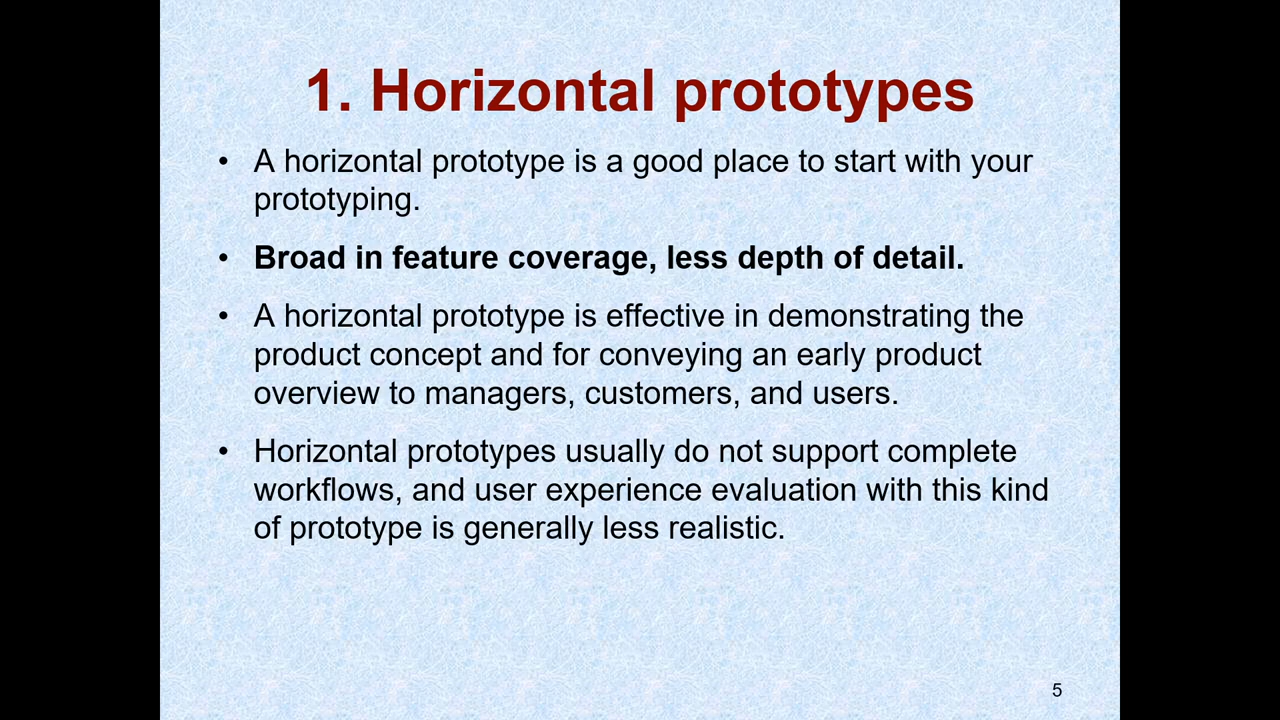 1. Horizontal prototypes
• A horizontal prototype is a good place to start with your
prototyping.
• Broad in feature coverage, less depth of detail.
• A horizontal prototype is effective in demonstrating the
product concept and for conveying an early product
overview to managers, customers, and users.
• Horizontal prototypes usually do not support complete
workflows, and user experience evaluation with this kind
of prototype is generally less realistic.
5